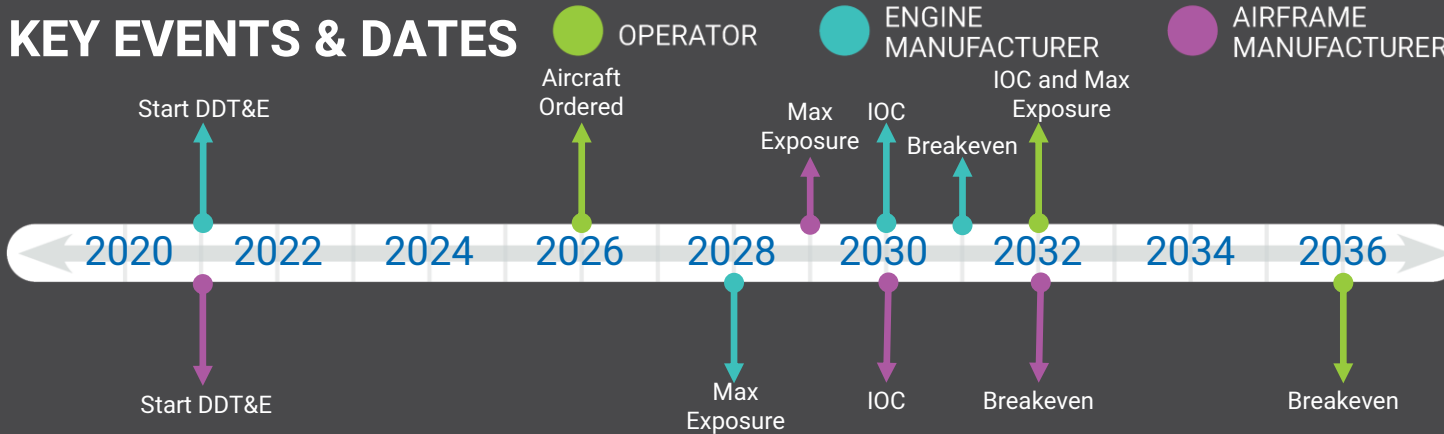 KEY EVENTS & DATES
OPERATOR
ENGINE
MANUFACTURER
AIRFRAME
MANUFACTURER
Start DDT&E
Aircraft
Ordered
Max
Exposure
IOC
Breakeven
IOC and Max
Exposure
2020 2022 2024 2026 2028 2030 2032 2034 2036
Start DDT&E
Max
Exposure
IOC
Breakeven
Breakeven